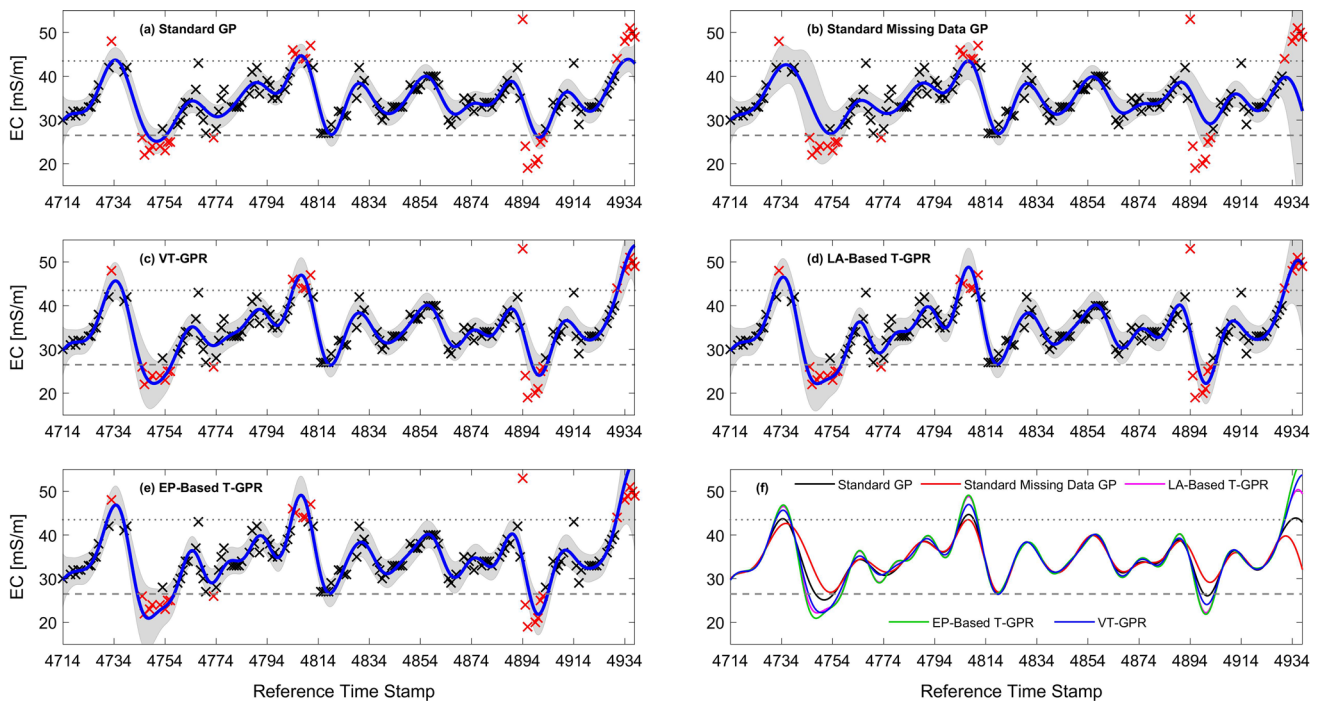 (a) Standard GP
EC [mS/m]
50
40
30
20
4714 4734 4754 4774 4794 4814 4834 4854 4874 4894 4914 4934
(b) Standard Missing Data GP
50
40
30
20
4714 4734 4754 4774 4794 4814 4834 4854 4874 4894 4914 4934
(c) VT-GPR
EC [mS/m]
50
40
30
20
4714 4734 4754 4774 4794 4814 4834 4854 4874 4894 4914 4934
(d) LA-Based T-GPR
50
40
30
20
4714 4734 4754 4774 4794 4814 4834 4854 4874 4894 4914 4934
(e) EP-Based T-GPR
EC [mS/m]
50
40
30
20
4714 4734 4754 4774 4794 4814 4834 4854 4874 4894 4914 4934
Reference Time Stamp
(f)
Standard GP Standard Missing Data GP LA-Based T-GPR
50
40
30
20
EP-Based T-GPR VT-GPR
4714 4734 4754 4774 4794 4814 4834 4854 4874 4894 4914 4934
Reference Time Stamp